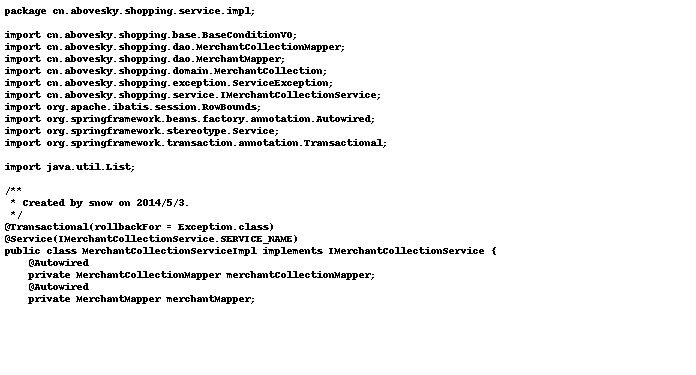 package cn.abovesky.shopping.service.impl;

import cn.abovesky.shopping.base.BaseConditionVO;
import cn.abovesky.shopping.dao.MerchantCollectionMapper;
import cn.abovesky.shopping.dao.MerchantMapper;
import cn.abovesky.shopping.domain.MerchantCollection;
import cn.abovesky.shopping.exception.ServiceException;
import cn.abovesky.shopping.service.IMerchantCollectionService;
import org.apache.ibatis.session.RowBounds;
import org.springframework.beans.factory.annotation.Autowired;
import org.springframework.stereotype.Service;
import org.springframework.transaction.annotation.Transactional;

import java.util.List;

/**
 * Created by snow on 2014/5/3.
 */
@Transactional(rollbackFor = Exception.class)
@Service(IMerchantCollectionService.SERVICE_NAME)
public class MerchantCollectionServiceImpl implements IMerchantCollectionService {
    @Autowired
    private MerchantCollectionMapper merchantCollectionMapper;
    @Autowired
    private MerchantMapper merchantMapper;